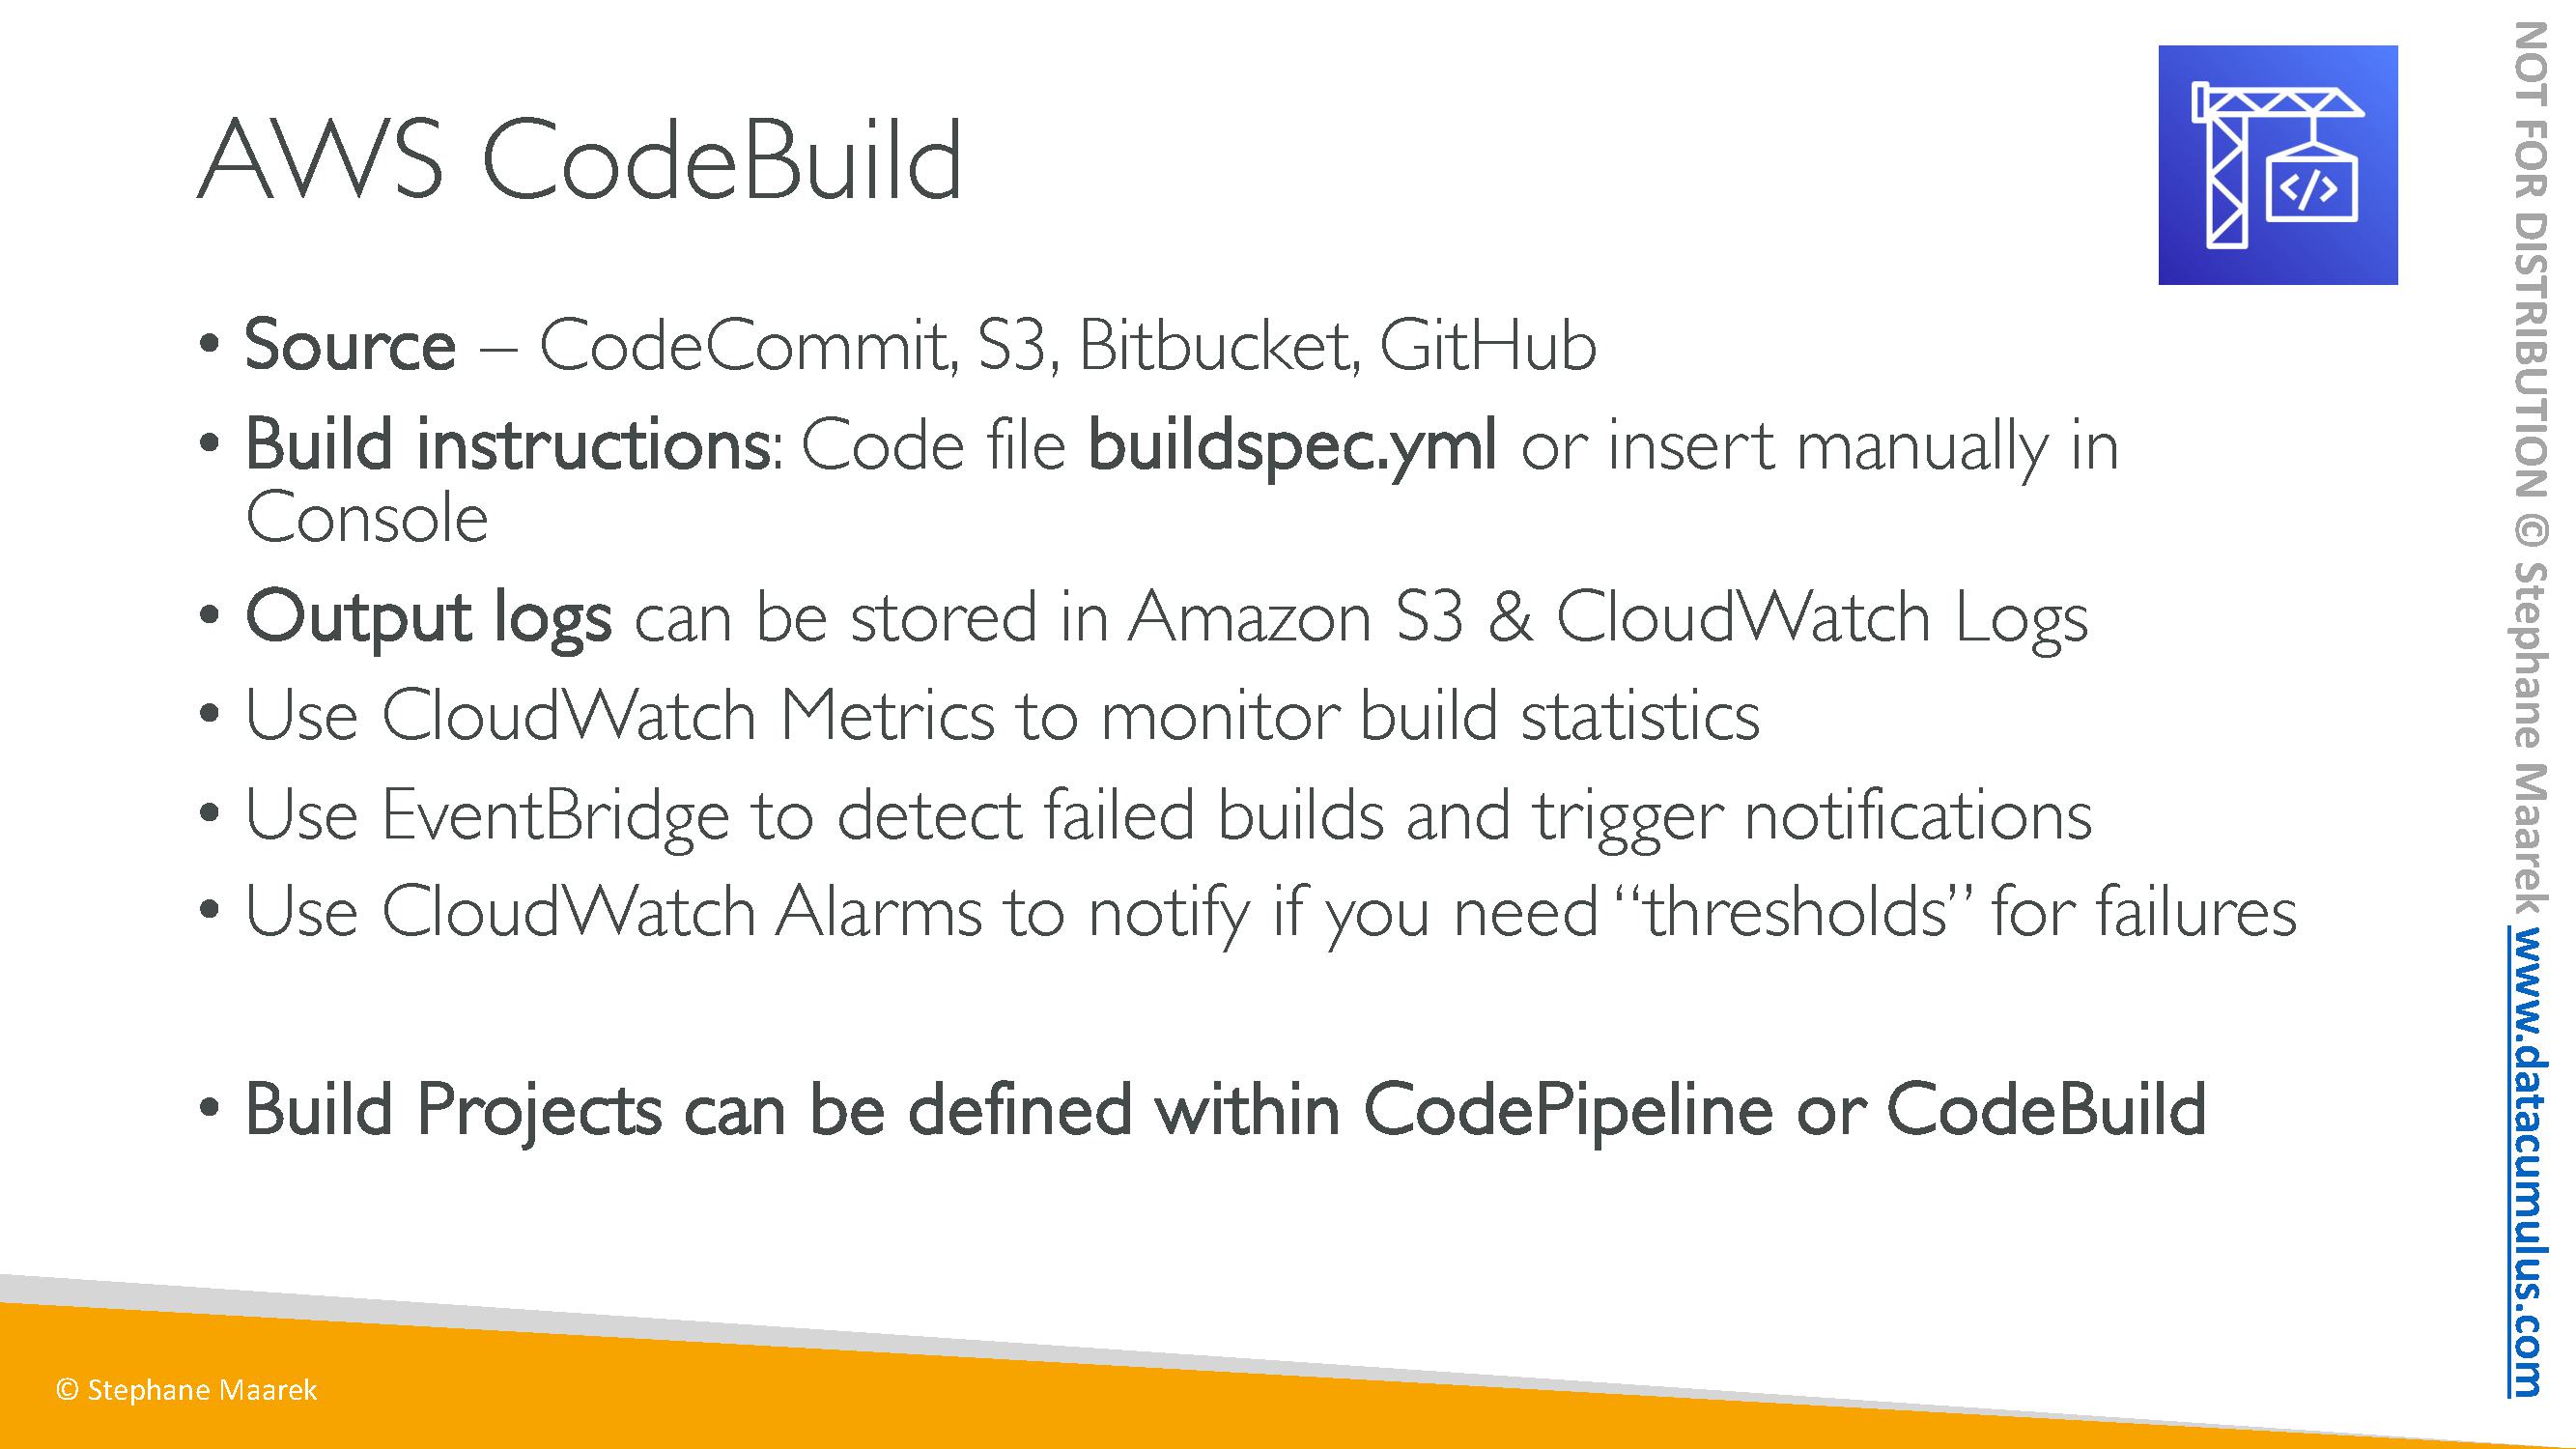 AWS CodeBuild
</>
• Source – CodeCommit, S3, Bitbucket, GitHub
• Build instructions: Code file buildspec.yml or insert manually in
Console
• Output logs can be stored in Amazon S3 & CloudWatch Logs
• Use CloudWatch Metrics to monitor build statistics
• Use EventBridge to detect failed builds and trigger notifications
• Use CloudWatch Alarms to notify if you need “thresholds” for failures
• Build Projects can be defined within CodePipeline or CodeBuild
© Stephane Maarek
NOT FOR DISTRIBUTION © Stephane Maarek www.datacumulus.com